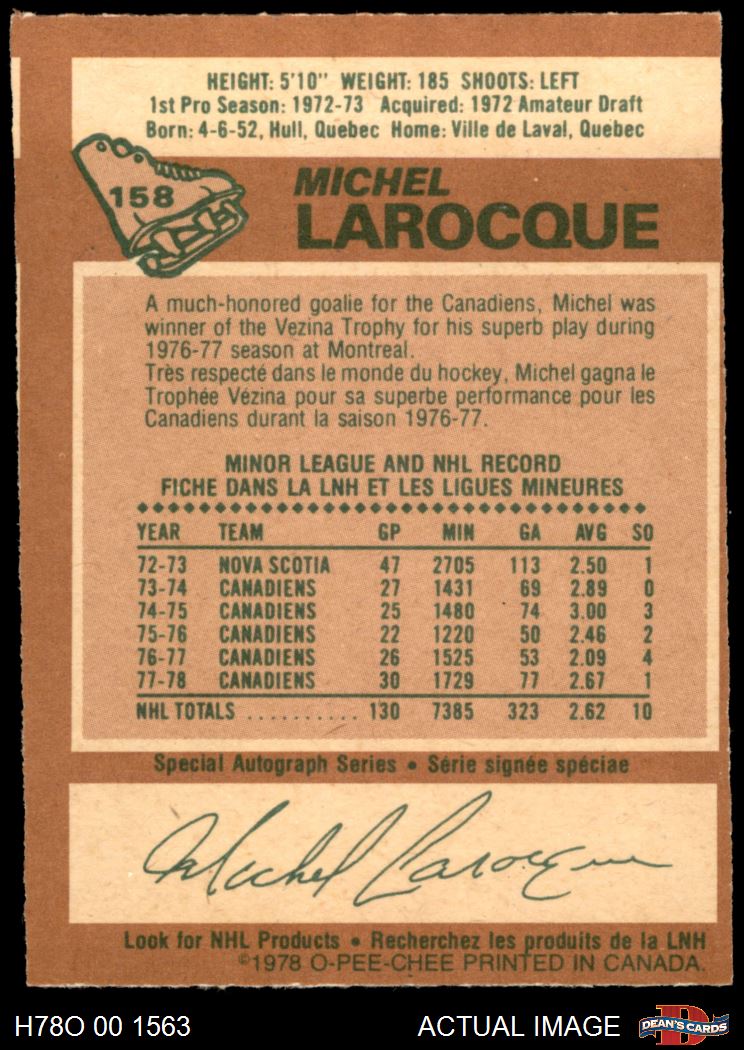 HEIGHT: 5'10" WEIGHT: 185 SHOOTS: LEFT
1st Pro Season: 1972-73 Acquired: 1972 Amateur Draft
Born: 4-6-52, Hull, Quebec Home: Ville de Laval, Quebec
158
MICHEL
LAROCQUE
A much-honored goalie for the Canadiens, Michel was
winner of the Vezina Trophy for his superb play during
1976-77 season at Montreal.
Très respecté dans le monde du hockey, Michel gagna le
Trophée Vézina pour sa superbe performance pour les
Canadiens durant la saison 1976-77.
MINOR LEAGUE AND NHL RECORD
FICHE DANS LA LNH ET LES LIGUES MINEURES
YEAR TEAM GP MIN GA AVG SO
72-73 NOVA SCOTIA 47 2705 113 2.50 1
73-74 CANADIENS 27 1431 69 2.89 0
74-75 CANADIENS 25 1480 74 3.00 3
75-76 CANADIENS 22 1220 50 2.46 2
76-77 CANADIENS 26 1525 53 2.09 4
77-78 CANADIENS 30 1729 77 2.67 1
NHL TOTALS .......... 130 7385 323 2.62 10
Special Autograph Series • Série signée spéciae
Michel Larocque
Look for NHL Products • Recherchez les produits de la LNH
©1978 O-PEE-CHEE PRINTED IN CANADA.
H78O 00 1563 ACTUAL IMAGE D DEAN'S CARDS